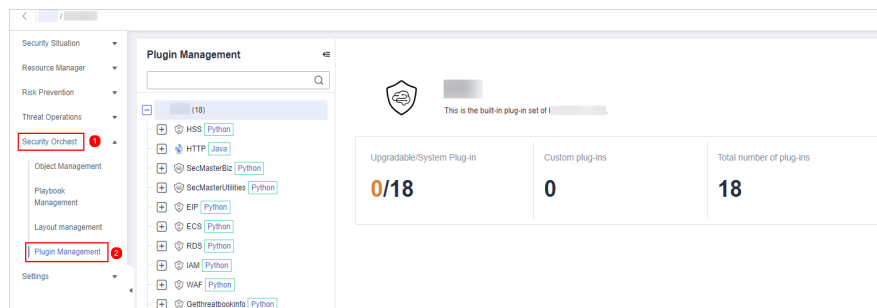 /
Security Situation
Resource Manager
Risk Prevention
Threat Operations
Security Orchest 1
Object Management
Playbook
Management
Layout management
Plugin Management 2
Settings
Plugin Management
(18)
HSS Python
HTTP Java
SecMasterBiz Python
SecMasterUtilities Python
EIP Python
ECS Python
RDS Python
IAM Python
WAF Python
Getthreatbookinfo Python
This is the built-in plug-in set of
Upgradable/System Plug-in
0/18
Custom plug-ins
0
Total number of plug-ins
18